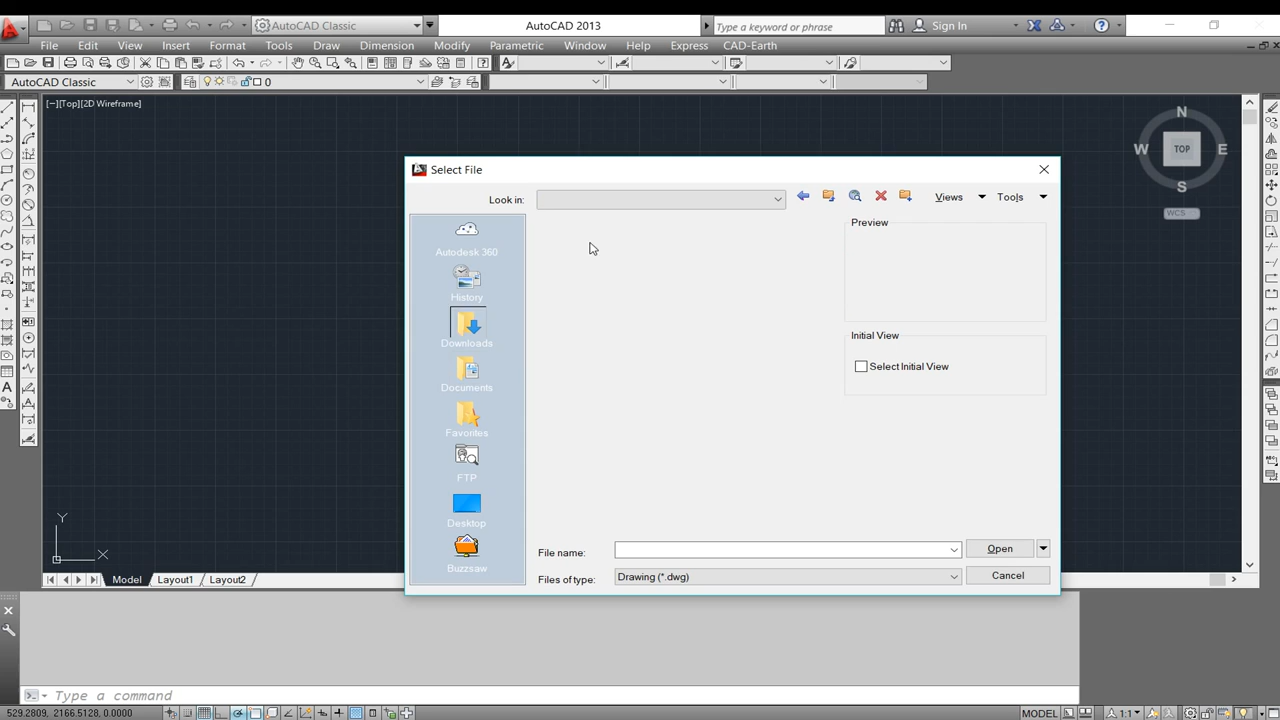 AutoCAD Classic
AutoCAD 2013
Type a keyword or phrase
Sign In
File Edit View Insert Format Tools Draw Dimension Modify Parametric Window Help Express CAD-Earth
AutoCAD Classic
0
[−][Top][2D Wireframe]
N
W TOP E
S
WCS
Select File
Look in:
Views Tools
Autodesk 360
History
Downloads
Documents
Favorites
FTP
Desktop
Buzzsaw
Preview
Initial View
Select Initial View
File name:
Open
Files of type: Drawing (*.dwg)
Cancel
Y
X
Model Layout1 Layout2
Type a command
529.2809, 2166.5128, 0.0000
MODEL
1:1